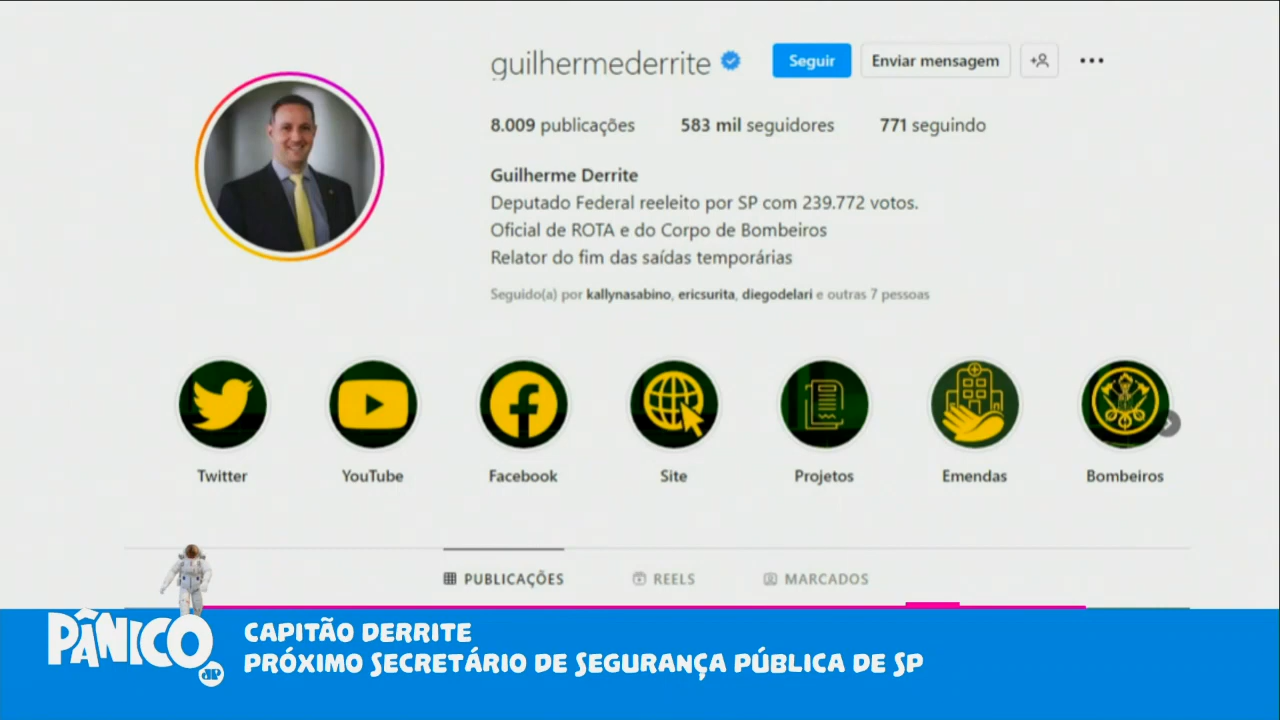 guilhermederrite
Seguir
Enviar mensagem
8.009 publicações
583 mil seguidores
771 seguindo
Guilherme Derrite
Deputado Federal reeleito por SP com 239.772 votos.
Oficial de ROTA e do Corpo de Bombeiros
Relator do fim das saídas temporárias
Seguido(a) por kallynasabino, ericsurita, diegodelari e outras 7 pessoas
Twitter
YouTube
Facebook
Site
Projetos
Emendas
Bombeiros
PUBLICAÇÕES
REELS
MARCADOS
PÂNICO
JP
CAPITÃO DERRITE
PRÓXIMO SECRETÁRIO DE SEGURANÇA PÚBLICA DE SP